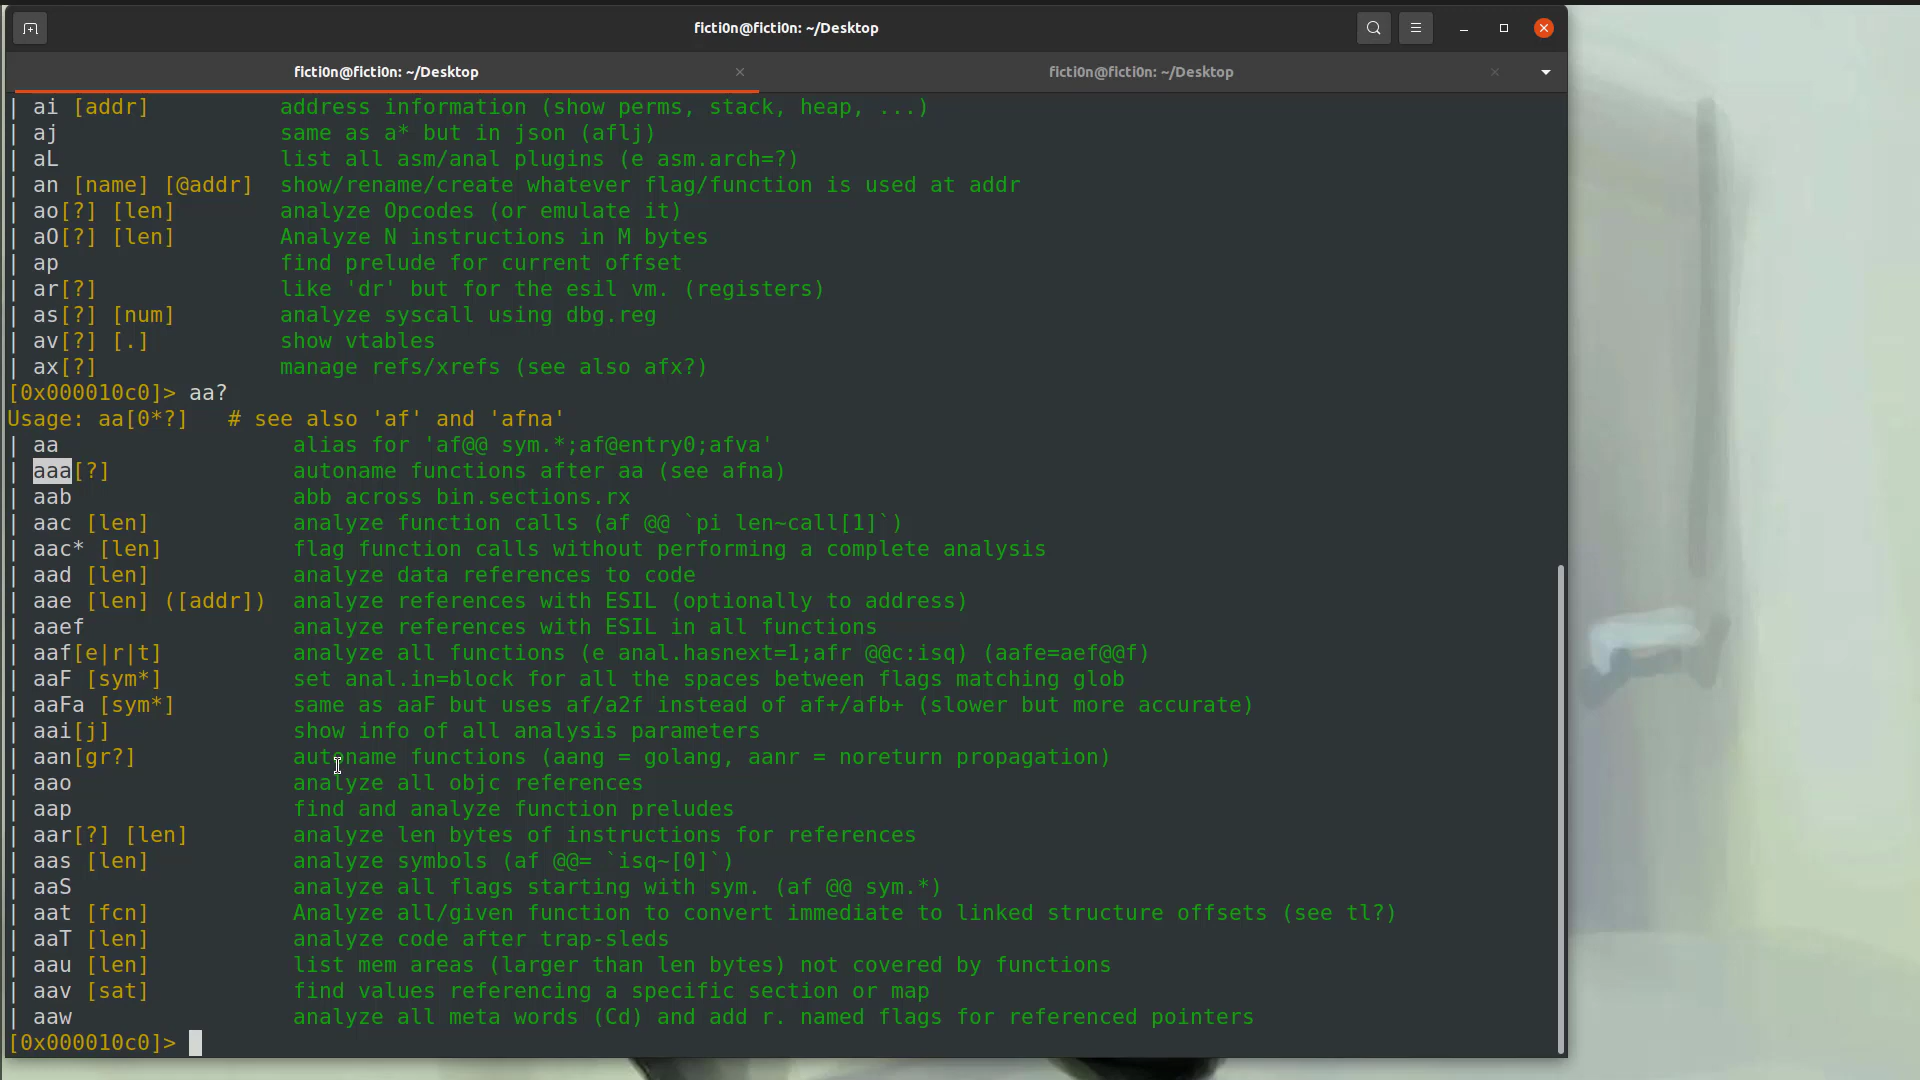 ficti0n@ficti0n: ~/Desktop
ficti0n@ficti0n: ~/Desktop
ficti0n@ficti0n: ~/Desktop
| ai [addr] address information (show perms, stack, heap, ...)
| aj same as a* but in json (aflj)
| aL list all asm/anal plugins (e asm.arch=?)
| an [name] [@addr] show/rename/create whatever flag/function is used at addr
| ao[?] [len] analyze Opcodes (or emulate it)
| aO[?] [len] Analyze N instructions in M bytes
| ap find prelude for current offset
| ar[?] like 'dr' but for the esil vm. (registers)
| as[?] [num] analyze syscall using dbg.reg
| av[?] [.] show vtables
| ax[?] manage refs/xrefs (see also afx?)
[0x000010c0]> aa?
Usage: aa[0*?] # see also 'af' and 'afna'
| aa alias for 'af@@ sym.*;af@entry0;afva'
| aaa[?] autoname functions after aa (see afna)
| aab abb across bin.sections.rx
| aac [len] analyze function calls (af @@ `pi len~call[1]`)
| aac* [len] flag function calls without performing a complete analysis
| aad [len] analyze data references to code
| aae [len] ([addr]) analyze references with ESIL (optionally to address)
| aaef analyze references with ESIL in all functions
| aaf[e|r|t] analyze all functions (e anal.hasnext=1;afr @@c:isq) (aafe=aef@@f)
| aaF [sym*] set anal.in=block for all the spaces between flags matching glob
| aaFa [sym*] same as aaF but uses af/a2f instead of af+/afb+ (slower but more accurate)
| aai[j] show info of all analysis parameters
| aan[gr?] autoname functions (aang = golang, aanr = noreturn propagation)
| aao analyze all objc references
| aap find and analyze function preludes
| aar[?] [len] analyze len bytes of instructions for references
| aas [len] analyze symbols (af @@= `isq~[0]`)
| aaS analyze all flags starting with sym. (af @@ sym.*)
| aat [fcn] Analyze all/given function to convert immediate to linked structure offsets (see tl?)
| aaT [len] analyze code after trap-sleds
| aau [len] list mem areas (larger than len bytes) not covered by functions
| aav [sat] find values referencing a specific section or map
| aaw analyze all meta words (Cd) and add r. named flags for referenced pointers
[0x000010c0]>